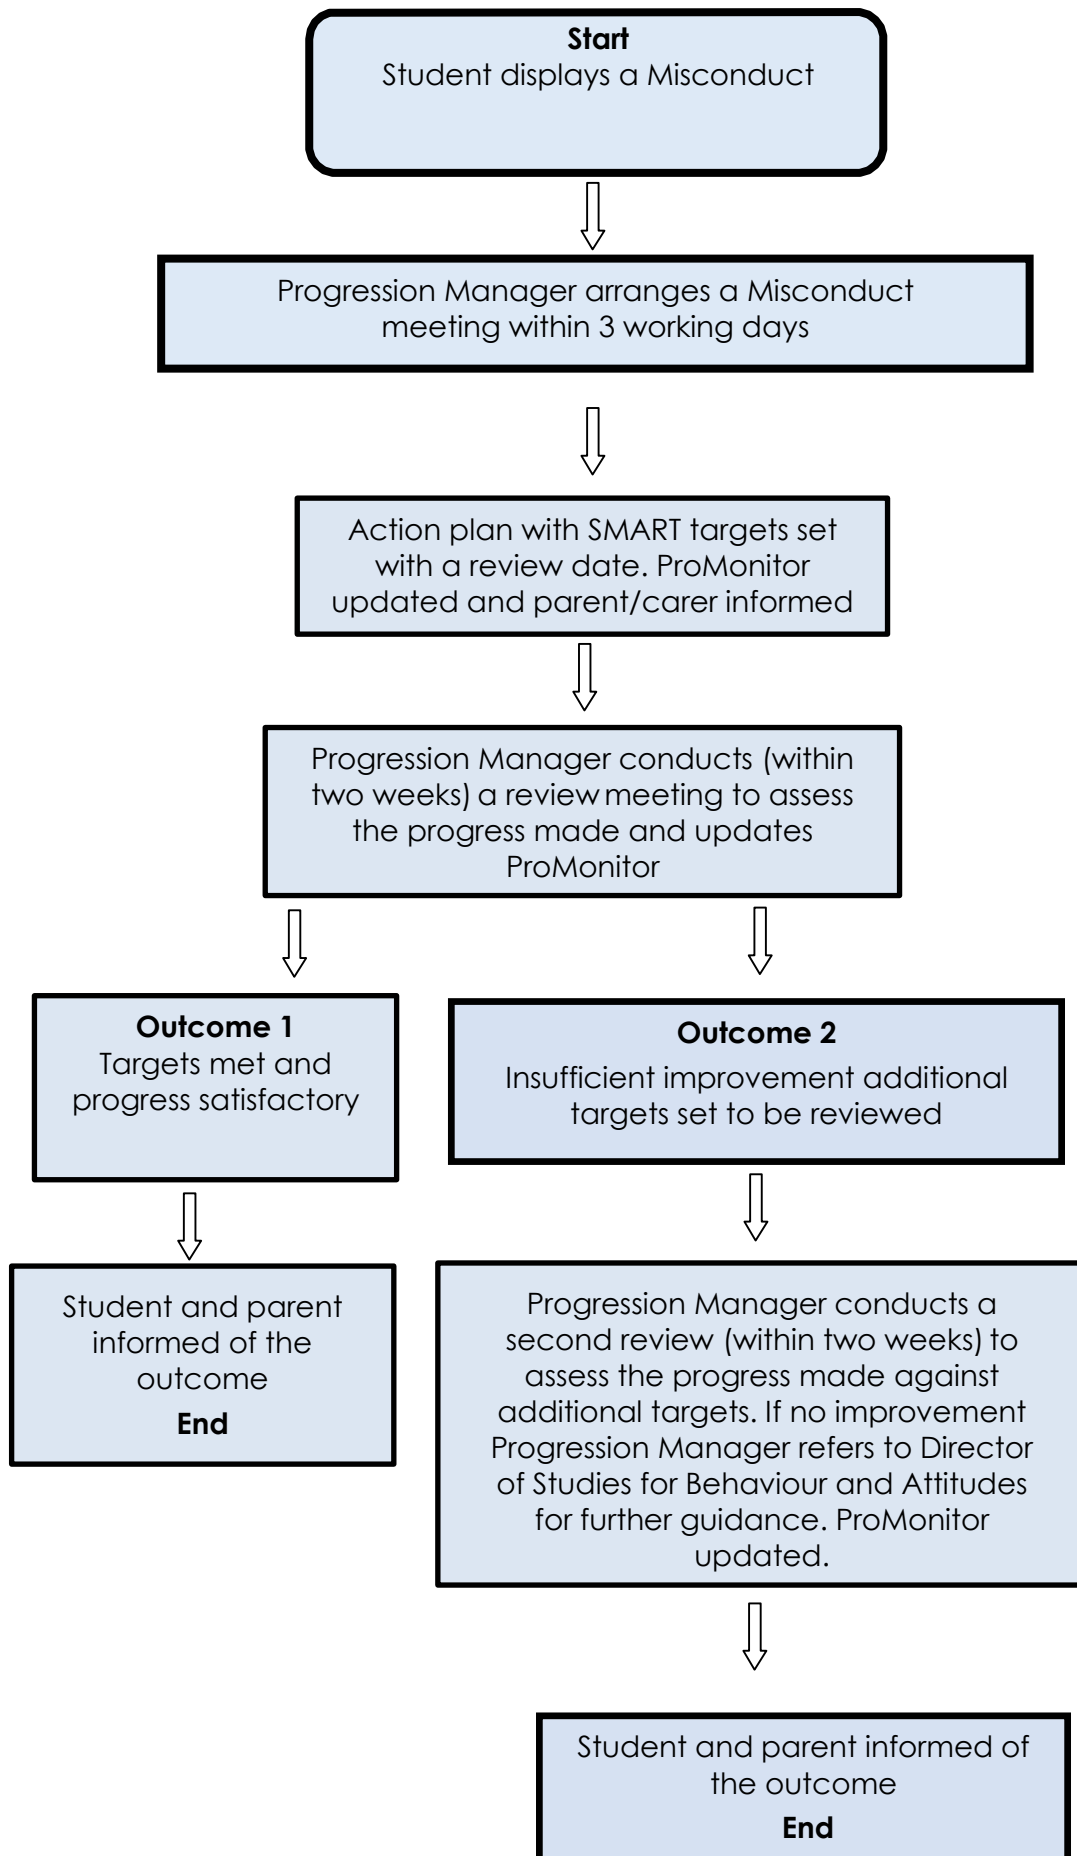 Start
Student displays a Misconduct
Progression Manager arranges a Misconduct
meeting within 3 working days
Action plan with SMART targets set
with a review date. ProMonitor
updated and parent/carer informed
Progression Manager conducts (within
two weeks) a review meeting to assess
the progress made and updates
ProMonitor
Outcome 1
Targets met and
progress satisfactory
Outcome 2
Insufficient improvement additional
targets set to be reviewed
Student and parent
informed of the
outcome
End
Progression Manager conducts a
second review (within two weeks) to
assess the progress made against
additional targets. If no improvement
Progression Manager refers to Director
of Studies for Behaviour and Attitudes
for further guidance. ProMonitor
updated.
Student and parent informed of
the outcome
End